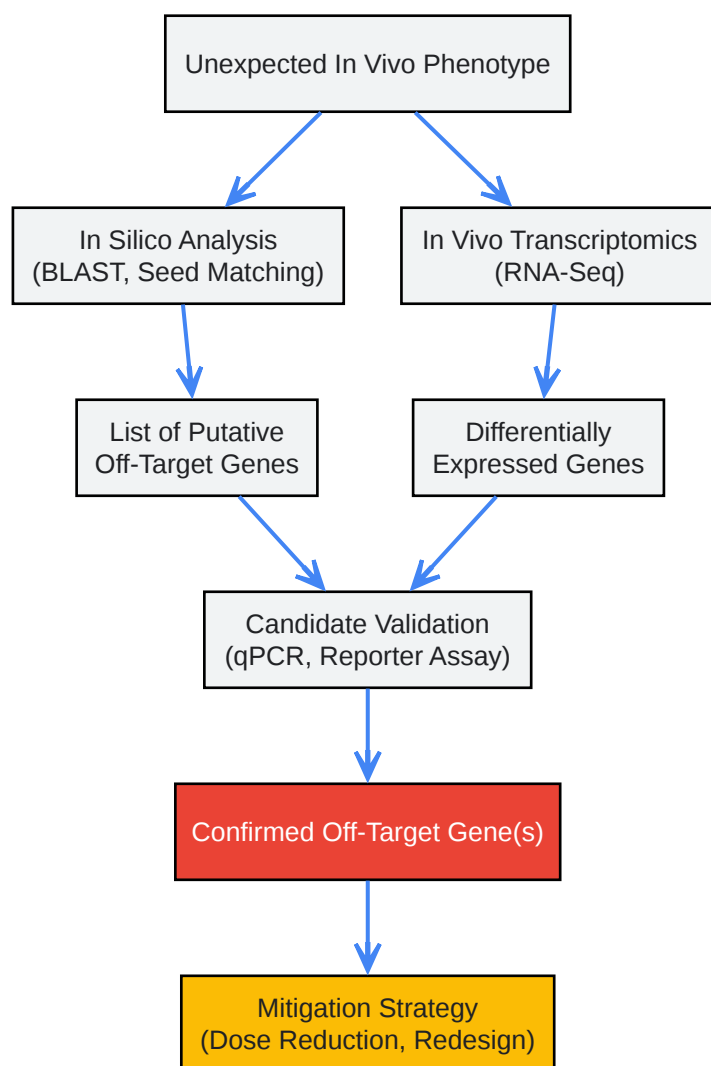 Unexpected In Vivo Phenotype
In Silico Analysis
(BLAST, Seed Matching)
In Vivo Transcriptomics
(RNA-Seq)
List of Putative
Off-Target Genes
Differentially
Expressed Genes
Candidate Validation
(qPCR, Reporter Assay)
Confirmed Off-Target Gene(s)
Mitigation Strategy
(Dose Reduction, Redesign)